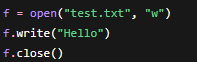 f = open("test.txt", "w")
f.write("Hello")
f.close()